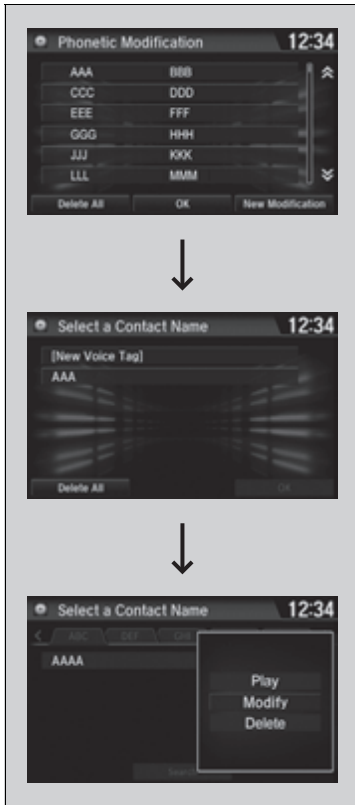 Phonetic Modification 12:34
AAA BBB
CCC DDD
EEE FFF
GGG HHH
JJJ KKK
LLL MMM
Delete All OK New Modification
Select a Contact Name 12:34
[New Voice Tag]
AAA
Delete All OK
Select a Contact Name 12:34
ABC DEF GHI
AAAA
Play
Modify
Delete
Search